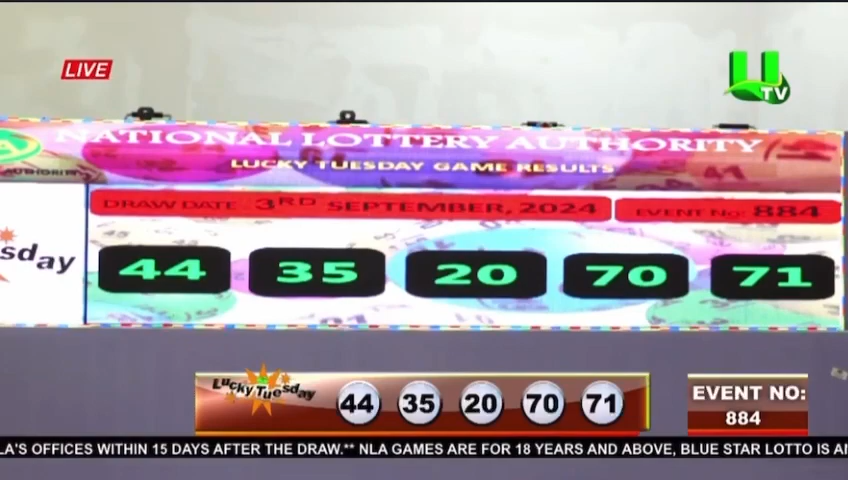 LIVE
U
TV
NATIONAL LOTTERY AUTHORITY
LUCKY TUESDAY GAME RESULTS
AUTHORITY
DRAW DATE 3RD SEPTEMBER, 2024
EVENT No: 884
sday
44 35 20 70 71
Lucky Tuesday
44 35 20 70 71
EVENT NO:
884
LA'S OFFICES WITHIN 15 DAYS AFTER THE DRAW.** NLA GAMES ARE FOR 18 YEARS AND ABOVE, BLUE STAR LOTTO IS AN